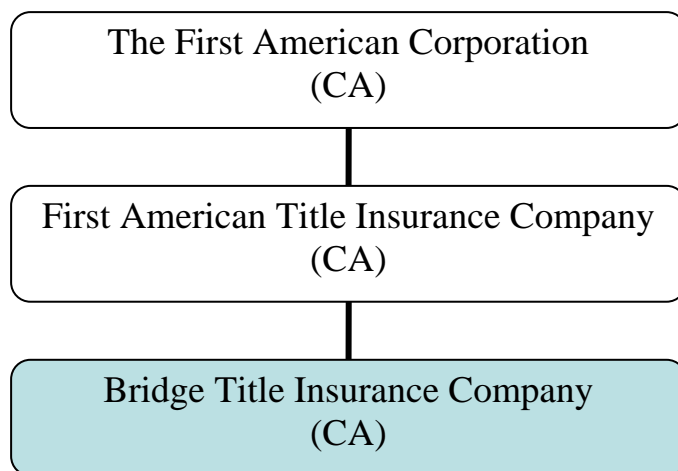 The First American Corporation
(CA)
First American Title Insurance Company
(CA)
Bridge Title Insurance Company
(CA)